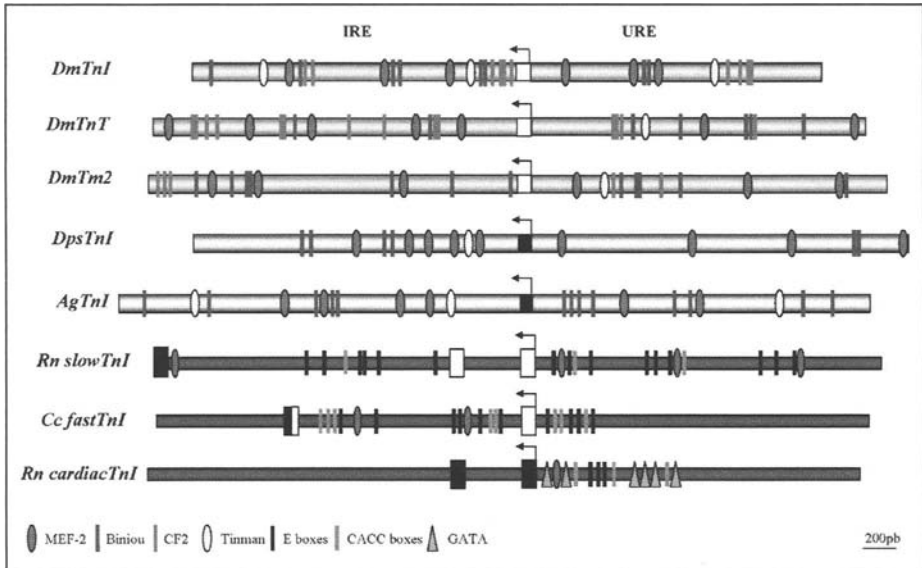 IRE URE
DmTnI
DmTnT
DmTm2
DpsTnI
AgTnI
Rn slowTnI
Cc fastTnI
Rn cardiacTnI
MEF-2 Biniou CF2 Tinman E boxes CACC boxes GATA 200pb